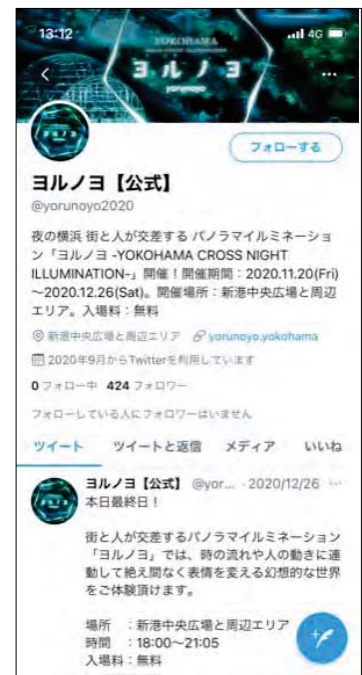 13:12
4G
YOKOHAMA
ヨルノヨ
yorunoyo
フォローする
ヨルノヨ【公式】
@yorunoyo2020
夜の横浜 街と人が交差する パノラマイルミネーショ
ン「ヨルノヨ -YOKOHAMA CROSS NIGHT
ILLUMINATION-」開催！開催期間：2020.11.20(Fri)
～2020.12.26(Sat)。開催場所：新港中央広場と周辺
エリア。入場料：無料
新港中央広場と周辺エリア yorunoyo.yokohama
2020年9月からTwitterを利用しています
0 フォロー中 424 フォロワー
フォローしている人にフォロワーはいません
ツイート ツイートと返信 メディア いいね
ヨルノヨ【公式】 @yor... · 2020/12/26 ...
本日最終日！
街と人が交差するパノラマイルミネーション
「ヨルノヨ」では、時の流れや人の動きに連
動して絶え間なく表情を変える幻想的な世界
をご体験頂けます。
場所 ：新港中央広場と周辺エリア
時間 ：18:00～21:05
入場料：無料